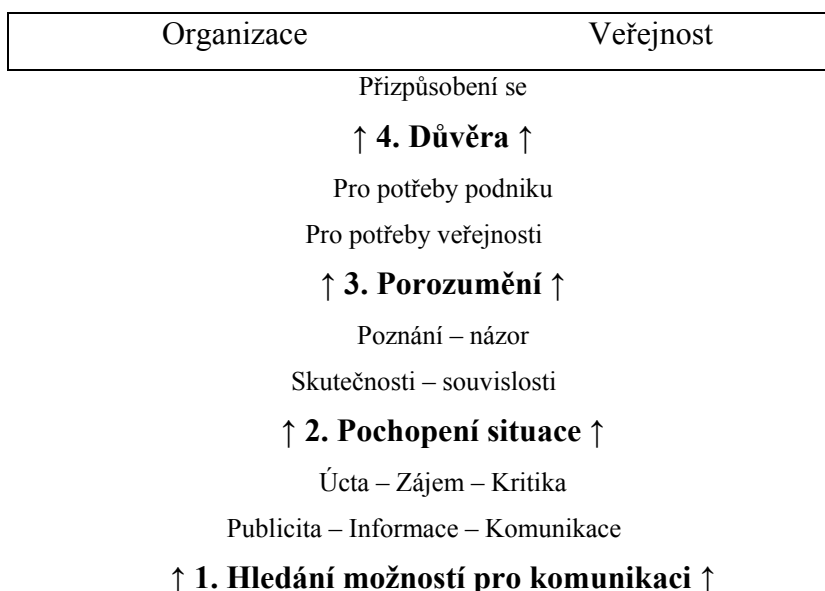 Organizace Veřejnost
Přizpůsobení se
↑ 4. Důvěra ↑
Pro potřeby podniku
Pro potřeby veřejnosti
↑ 3. Porozumění ↑
Poznání – názor
Skutečnosti – souvislosti
↑ 2. Pochopení situace ↑
Úcta – Zájem – Kritika
Publicita – Informace – Komunikace
↑ 1. Hledání možností pro komunikaci ↑